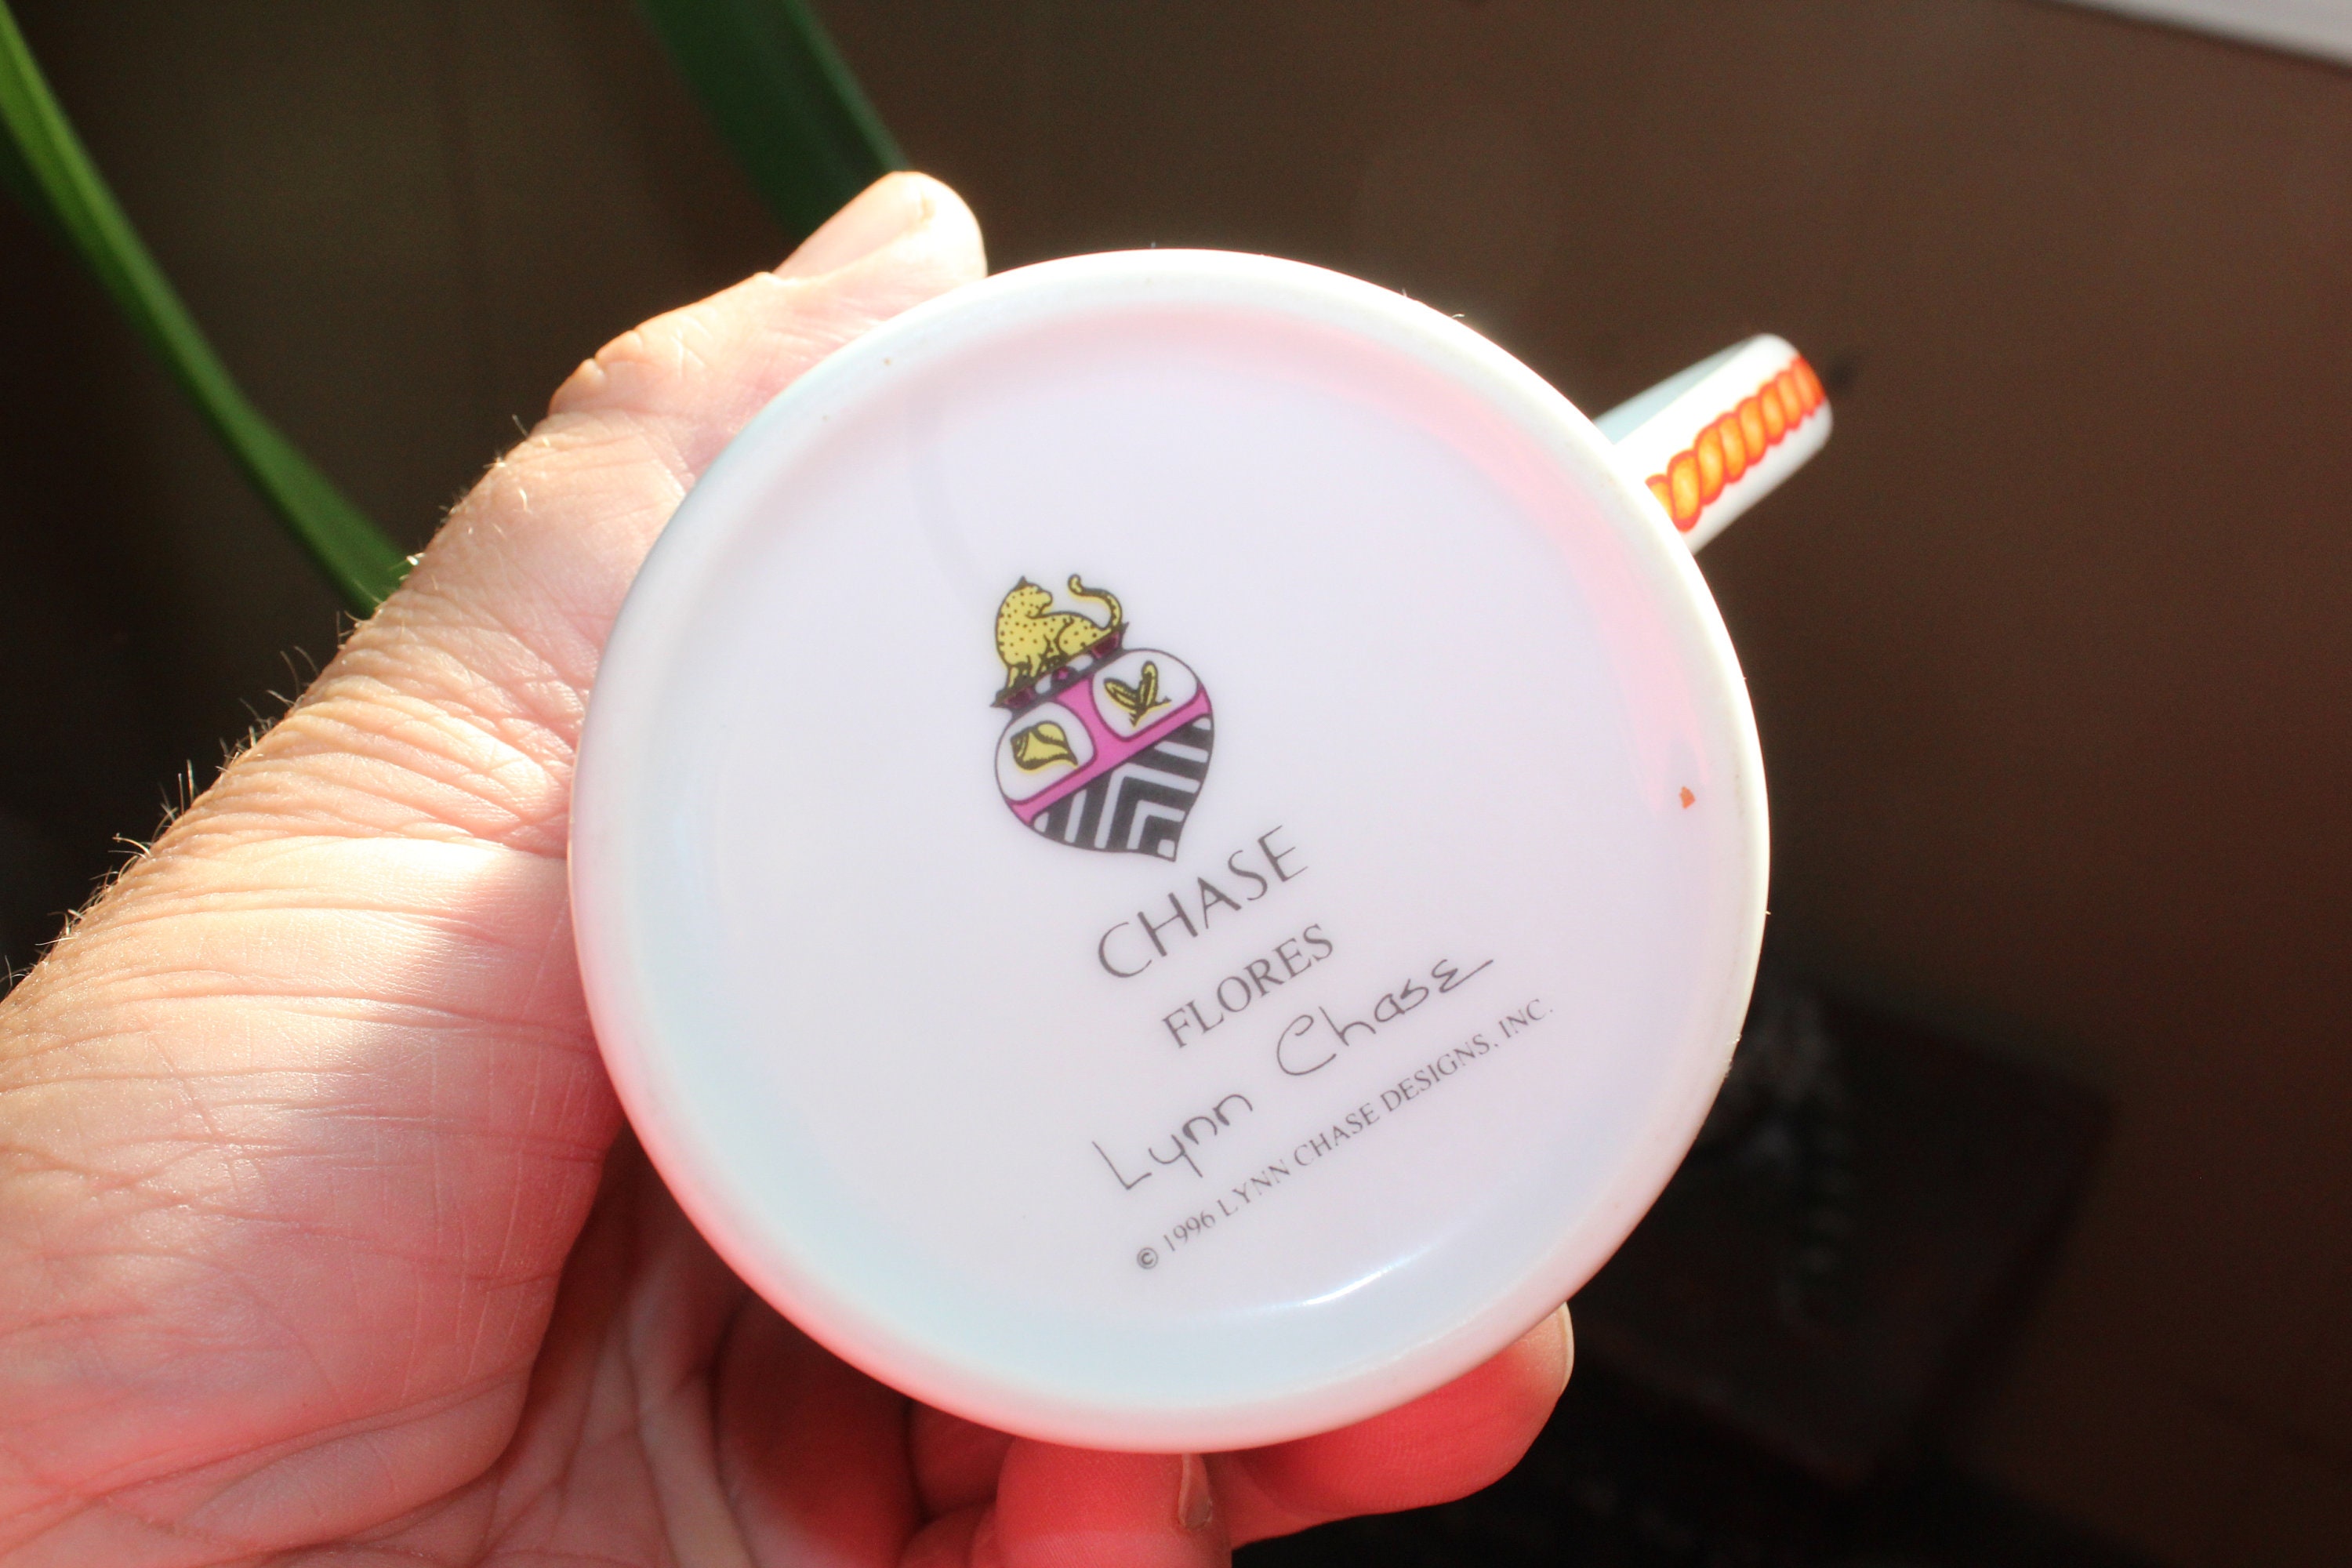 CHASE
FLORES
Lynn Chase
© 1996 LYNN CHASE DESIGNS, INC.